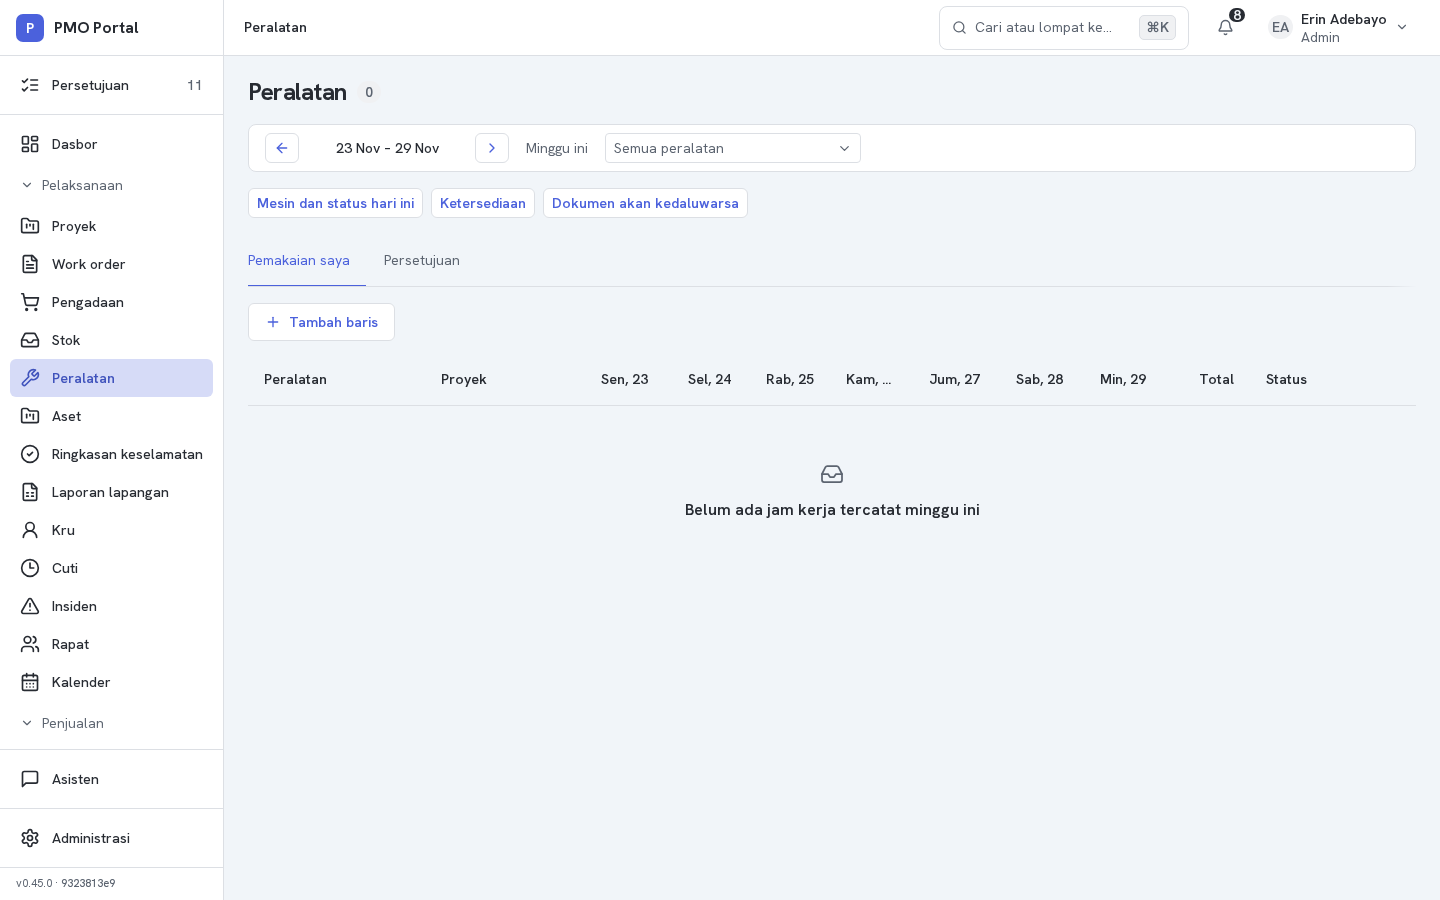 P PMO Portal
Peralatan
Cari atau lompat ke...
⌘K
8
EA
Erin Adebayo
Admin
Persetujuan 11
Dasbor
Pelaksanaan
Proyek
Work order
Pengadaan
Stok
Peralatan
Aset
Ringkasan keselamatan
Laporan lapangan
Kru
Cuti
Insiden
Rapat
Kalender
Penjualan
Asisten
Administrasi
v0.45.0 · 9323813e9
Peralatan 0
23 Nov – 29 Nov
Minggu ini
Semua peralatan
Mesin dan status hari ini
Ketersediaan
Dokumen akan kedaluwarsa
Pemakaian saya
Persetujuan
Tambah baris
Peralatan Proyek Sen, 23 Sel, 24 Rab, 25 Kam, ... Jum, 27 Sab, 28 Min, 29 Total Status
Belum ada jam kerja tercatat minggu ini